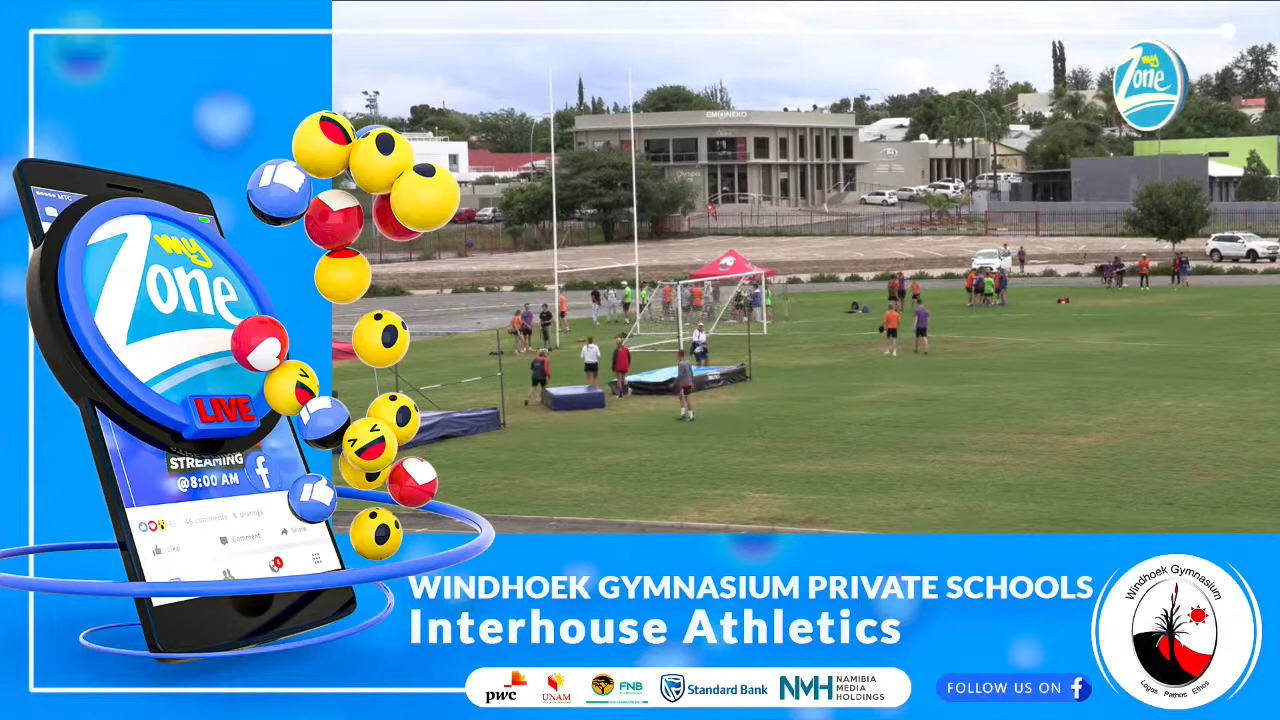 my
Zone
EMONEKO
MTC
my
Zone
LIVE
STREAMING
@8:00 AM
46 comments
Like
Comment
Share
4
WINDHOEK GYMNASIUM PRIVATE SCHOOLS
Interhouse Athletics
pwc
UNAM
FNB
Standard Bank
NMH
NAMIBIA
MEDIA
HOLDINGS
FOLLOW US ON f
Windhoek Gymnasium
Logos Pathos Ethos